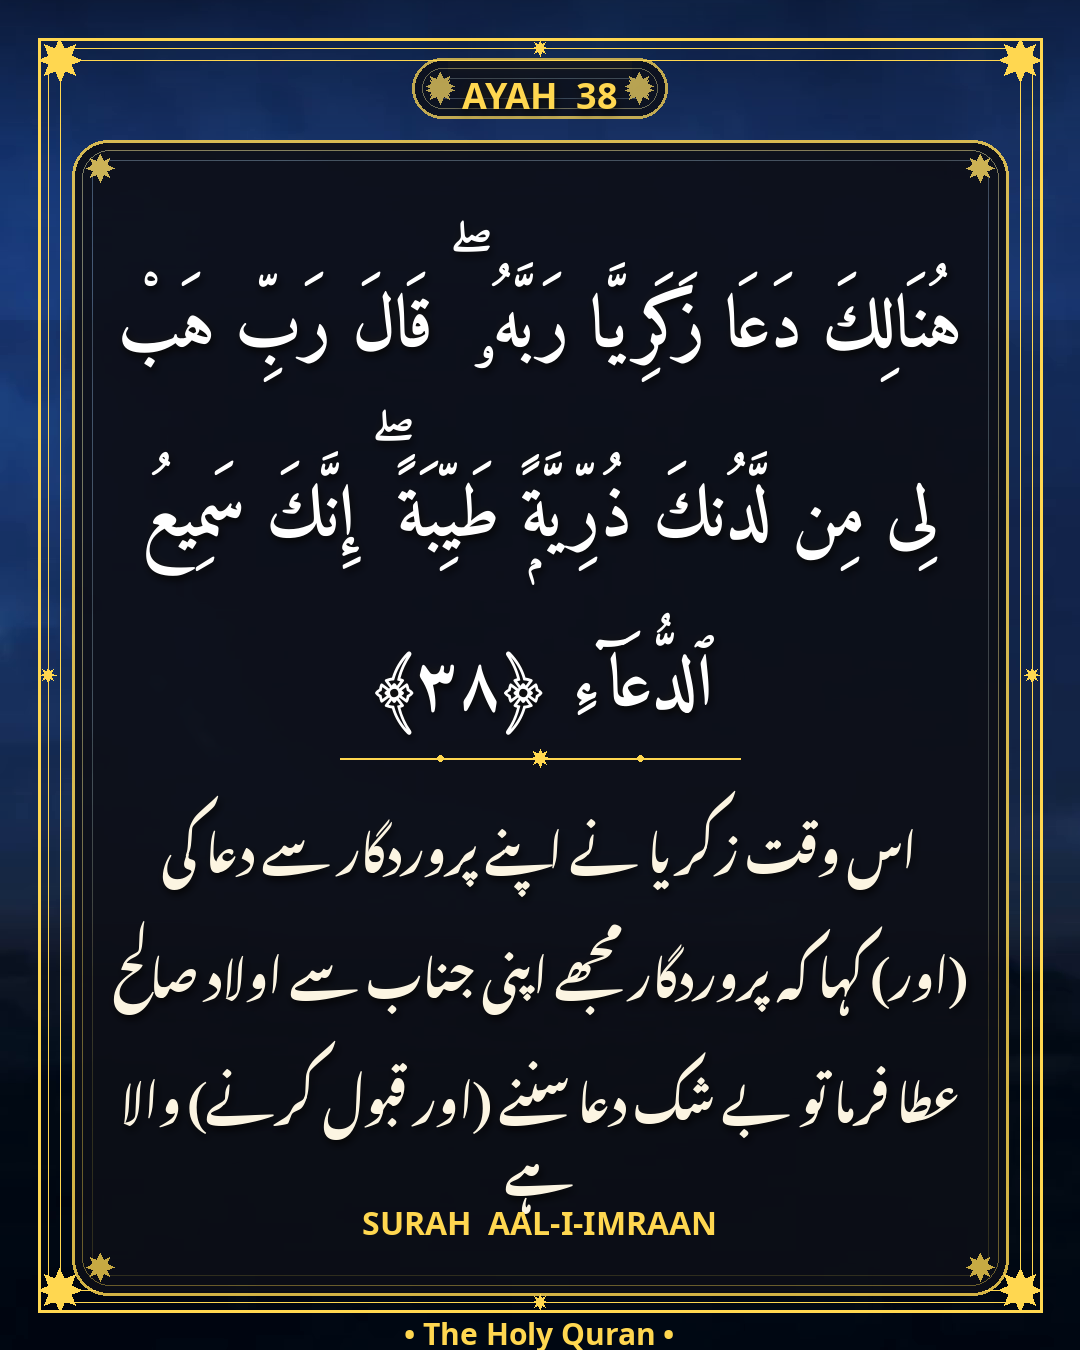 AYAH 38
هُنَالِكَ دَعَا زَكَرِيَّا رَبَّهُۥ ۖ قَالَ رَبِّ هَبْ
لِى مِن لَّدُنكَ ذُرِّيَّةًۭ طَيِّبَةً ۖ إِنَّكَ سَمِيعُ
ٱلدُّعَآءِ ﴿٣٨﴾
اس وقت زکریا نے اپنے پروردگار سے دعا کی
(اور) کہا کہ پروردگار مجھے اپنی جناب سے اولاد صالح
عطا فرما تو بے شک دعا سننے (اور قبول کرنے) والا
ہے
SURAH AAL-I-IMRAAN
• The Holy Quran •